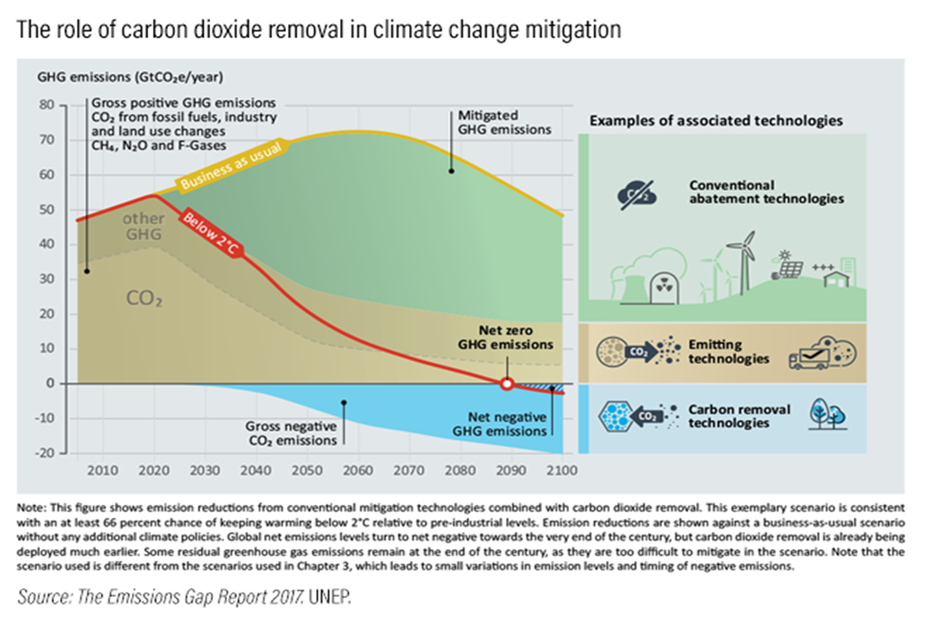 The role of carbon dioxide removal in climate change mitigation
GHG emissions (GtCO₂e/year)
80
70
60
50
40
30
20
10
0
-10
-20
Gross positive GHG emissions
CO₂ from fossil fuels, industry
and land use changes
CH₄, N₂O and F-Gases
Business as usual
Mitigated
GHG emissions
Below 2°C
other
GHG
CO₂
Net zero
GHG emissions
Gross negative
CO₂ emissions
Net negative
GHG emissions
2010 2020 2030 2040 2050 2060 2070 2080 2090 2100
Examples of associated technologies
CO₂
Conventional
abatement technologies
CO₂
Emitting
technologies
CO₂
Carbon removal
technologies
Note: This figure shows emission reductions from conventional mitigation technologies combined with carbon dioxide removal. This exemplary scenario is consistent
with an at least 66 percent chance of keeping warming below 2°C relative to pre-industrial levels. Emission reductions are shown against a business-as-usual scenario
without any additional climate policies. Global net emissions levels turn to net negative towards the very end of the century, but carbon dioxide removal is already being
deployed much earlier. Some residual greenhouse gas emissions remain at the end of the century, as they are too difficult to mitigate in the scenario. Note that the
scenario used is different from the scenarios used in Chapter 3, which leads to small variations in emission levels and timing of negative emissions.
Source: The Emissions Gap Report 2017. UNEP.